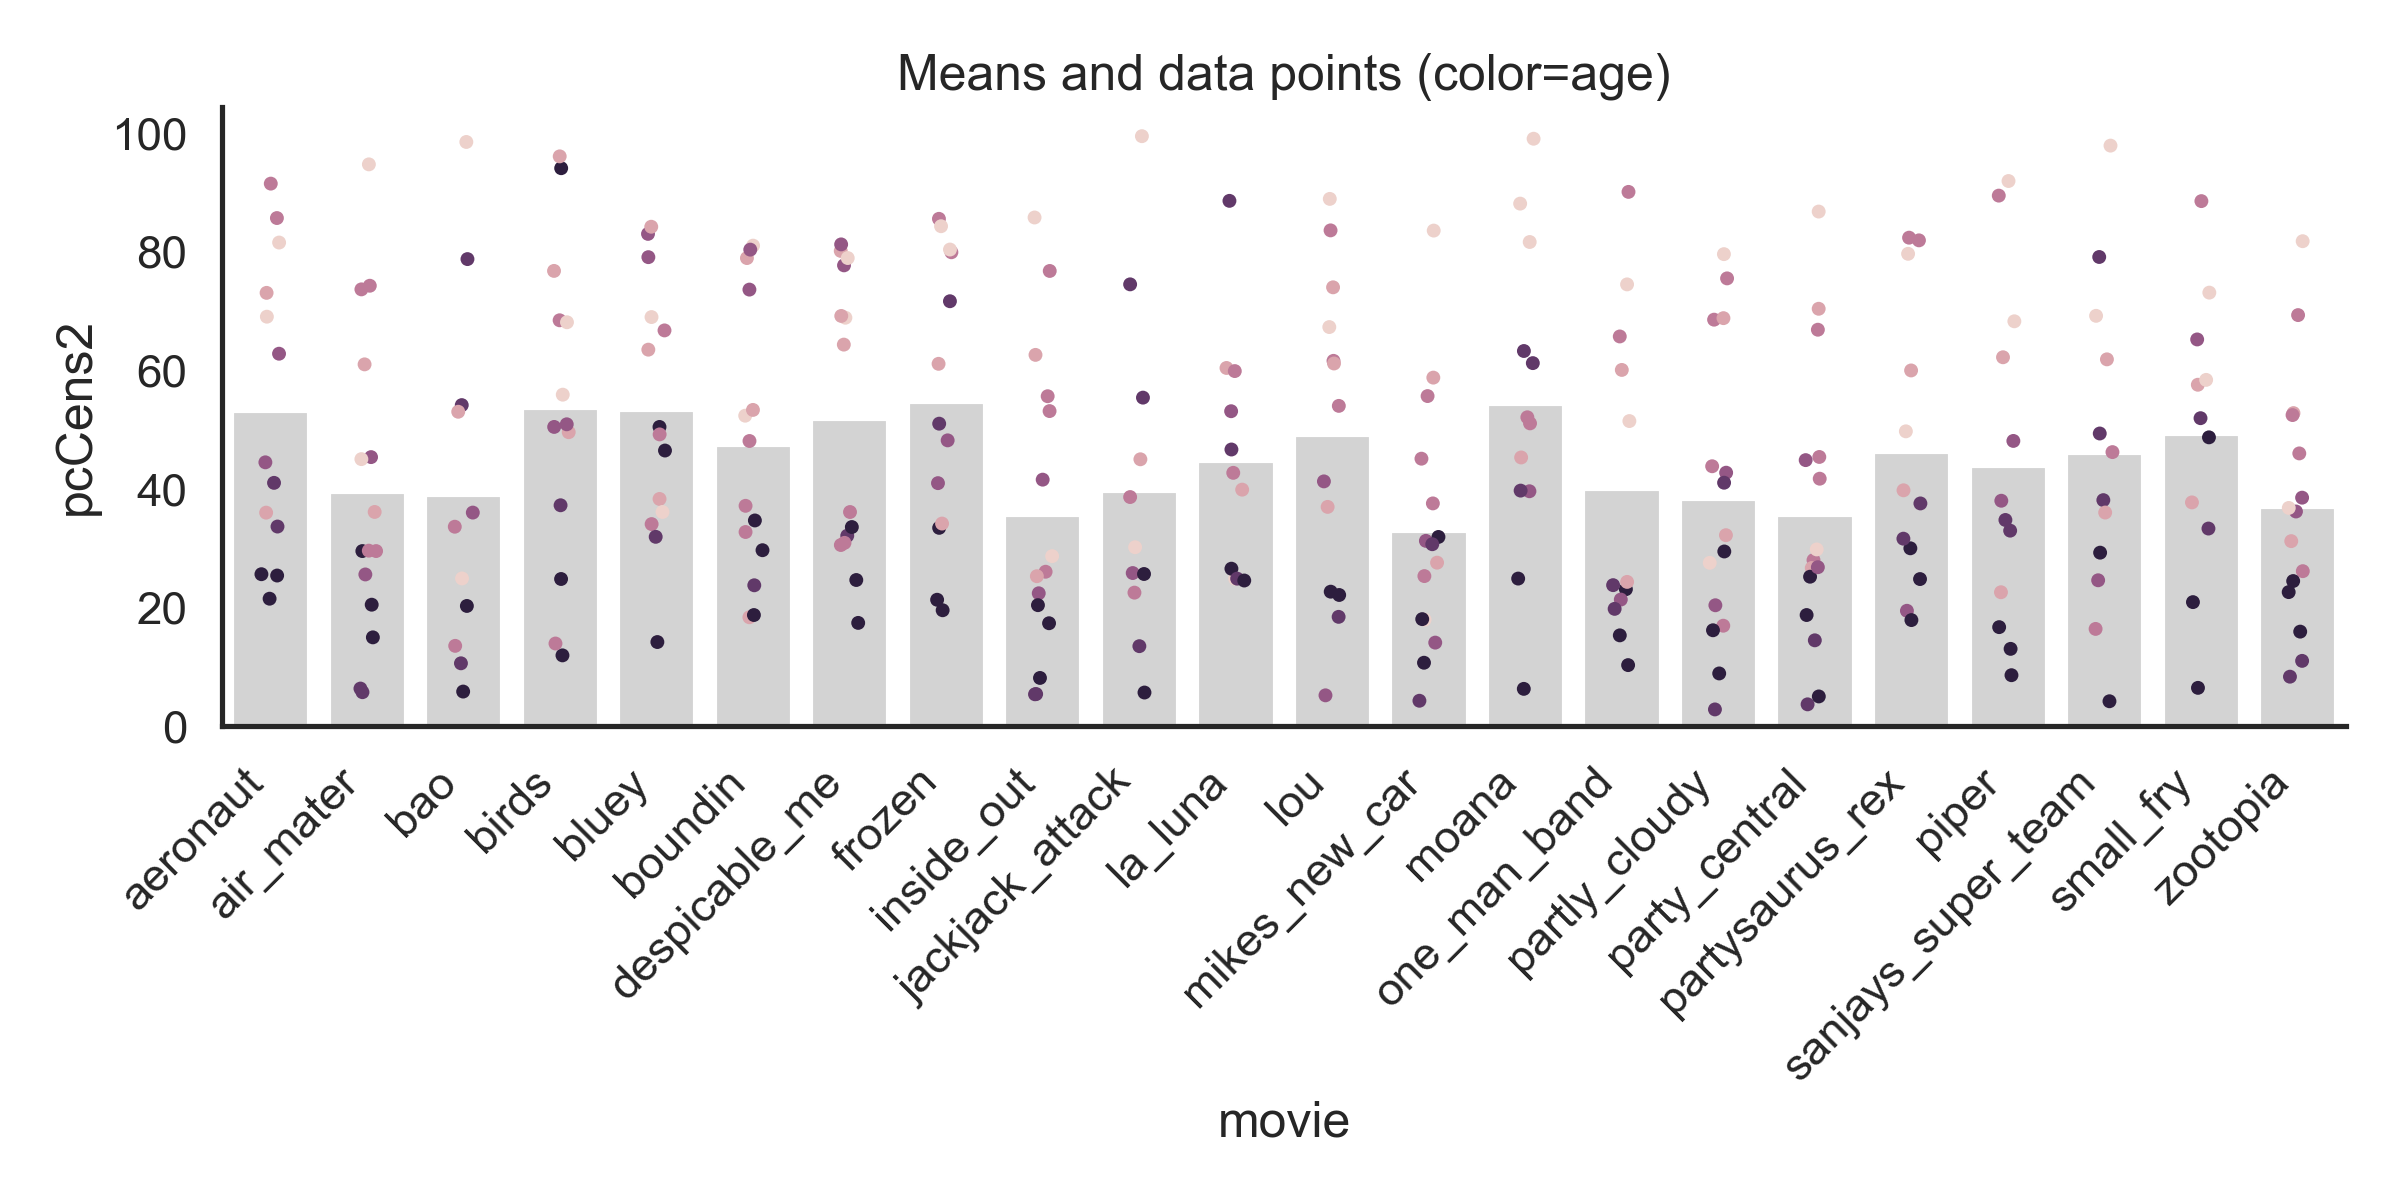 Means and data points (color=age)
100
80
60
40
20
0
pcCens2
aeronaut
air_mater
bao
birds
bluey
boundin
despicable_me
frozen
inside_out
jackjack_attack
la_luna
lou
mikes_new_car
moana
one_man_band
partly_cloudy
party_central
partysaurus_rex
piper
sanjays_super_team
small_fry
zootopia
movie